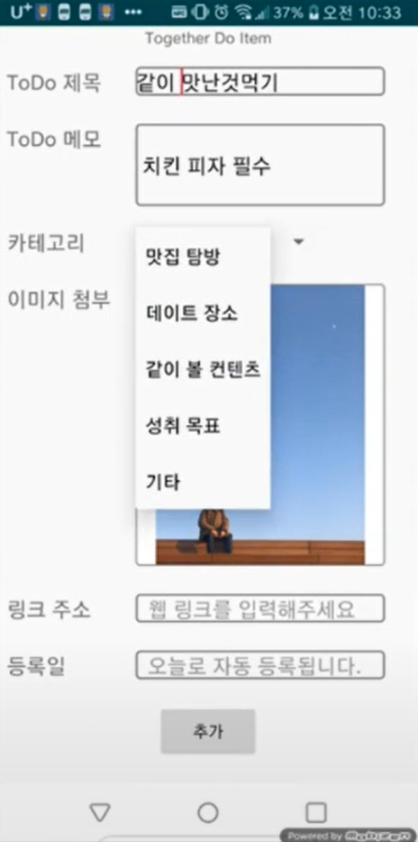 U+ ••• 37% 오전 10:33
Together Do Item
ToDo 제목 같이 맛난것먹기
ToDo 메모 치킨 피자 필수
카테고리
맛집 탐방
데이트 장소
같이 볼 컨텐츠
성취 목표
기타
이미지 첨부
링크 주소 웹 링크를 입력해주세요
등록일 오늘로 자동 등록됩니다.
추가
Powered by mobizen